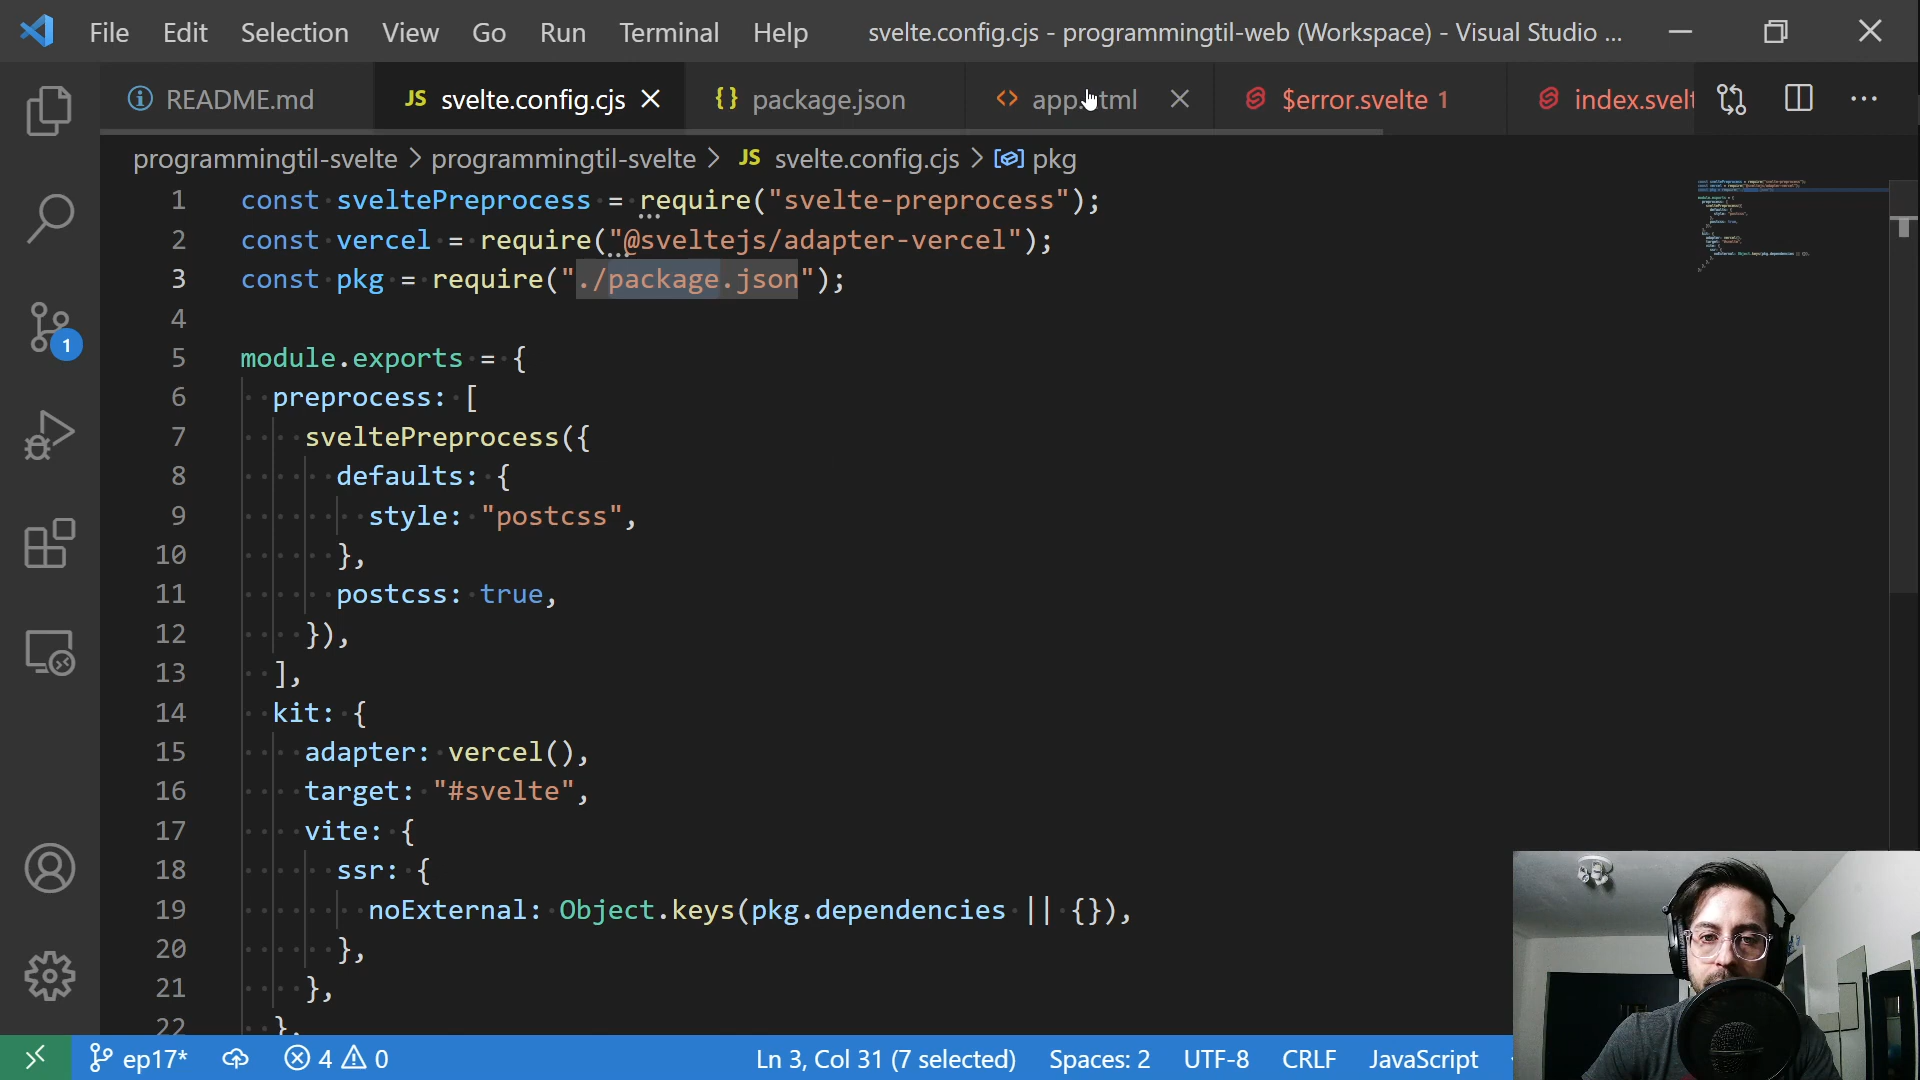 File Edit Selection View Go Run Terminal Help svelte.config.cjs - programmingtil-web (Workspace) - Visual Studio ...
README.md JS svelte.config.cjs {} package.json <> $error.svelte 1 index.svelt ...
programmingtil-svelte > programmingtil-svelte > JS svelte.config.cjs > pkg
1 const sveltePreprocess = require("svelte-preprocess");
2 const vercel = require("@sveltejs/adapter-vercel");
3 const pkg = require("./package.json");
4
5 module.exports = {
6 preprocess: [
7 sveltePreprocess({
8 defaults: {
9 style: "postcss",
10 },
11 postcss: true,
12 }),
13 ],
14 kit: {
15 adapter: vercel(),
16 target: "#svelte",
17 vite: {
18 ssr: {
19 noExternal: Object.keys(pkg.dependencies || {}),
20 },
21 },
22 },
1
ep17* 4 0 Ln 3, Col 31 (7 selected) Spaces: 2 UTF-8 CRLF JavaScript